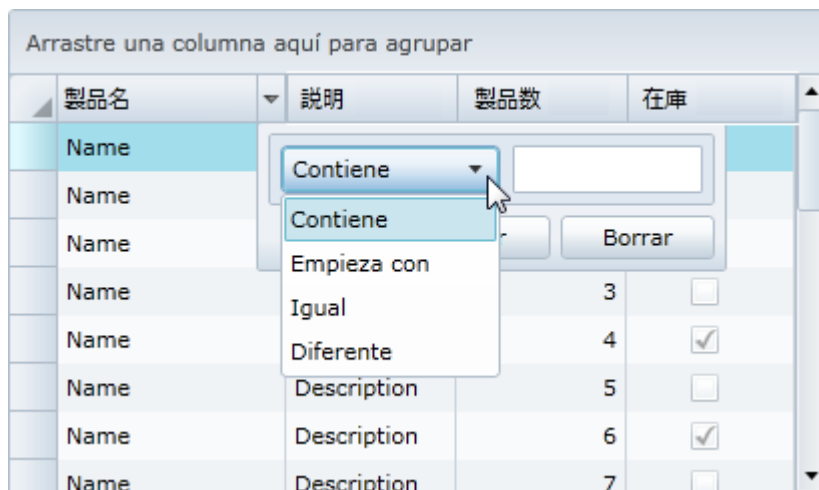 Arrastre una columna aquí para agrupar
製品名 説明 製品数 在庫
Name
Contiene
Name
Contiene
Name Borrar
Empieza con
Name 3
Igual
Name 4
Diferente
Name Description 5
Name Description 6
Name Description 7